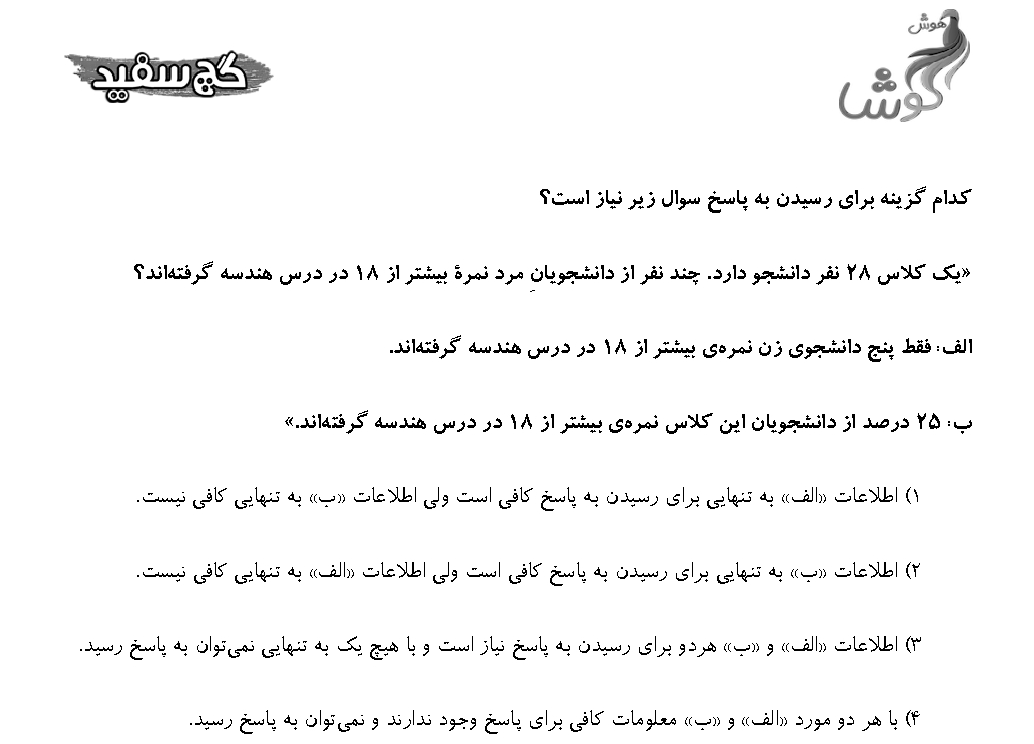 هوش
گوشا
گچ سفید
کدام گزینه برای رسیدن به پاسخ سوال زیر نیاز است؟
«یک کلاس ۲۸ نفر دانشجو دارد. چند نفر از دانشجویانِ مرد نمرهٔ بیشتر از ۱۸ در درس هندسه گرفته‌اند؟
الف: فقط پنج دانشجوی زن نمره‌ی بیشتر از ۱۸ در درس هندسه گرفته‌اند.
ب: ۲۵ درصد از دانشجویان این کلاس نمره‌ی بیشتر از ۱۸ در درس هندسه گرفته‌اند.»
۱) اطلاعات «الف» به تنهایی برای رسیدن به پاسخ کافی است ولی اطلاعات «ب» به تنهایی کافی نیست.
۲) اطلاعات «ب» به تنهایی برای رسیدن به پاسخ کافی است ولی اطلاعات «الف» به تنهایی کافی نیست.
۳) اطلاعات «الف» و «ب» هردو برای رسیدن به پاسخ نیاز است و با هیچ یک به تنهایی نمی‌توان به پاسخ رسید.
۴) با هر دو مورد «الف» و «ب» معلومات کافی برای پاسخ وجود ندارند و نمی‌توان به پاسخ رسید.